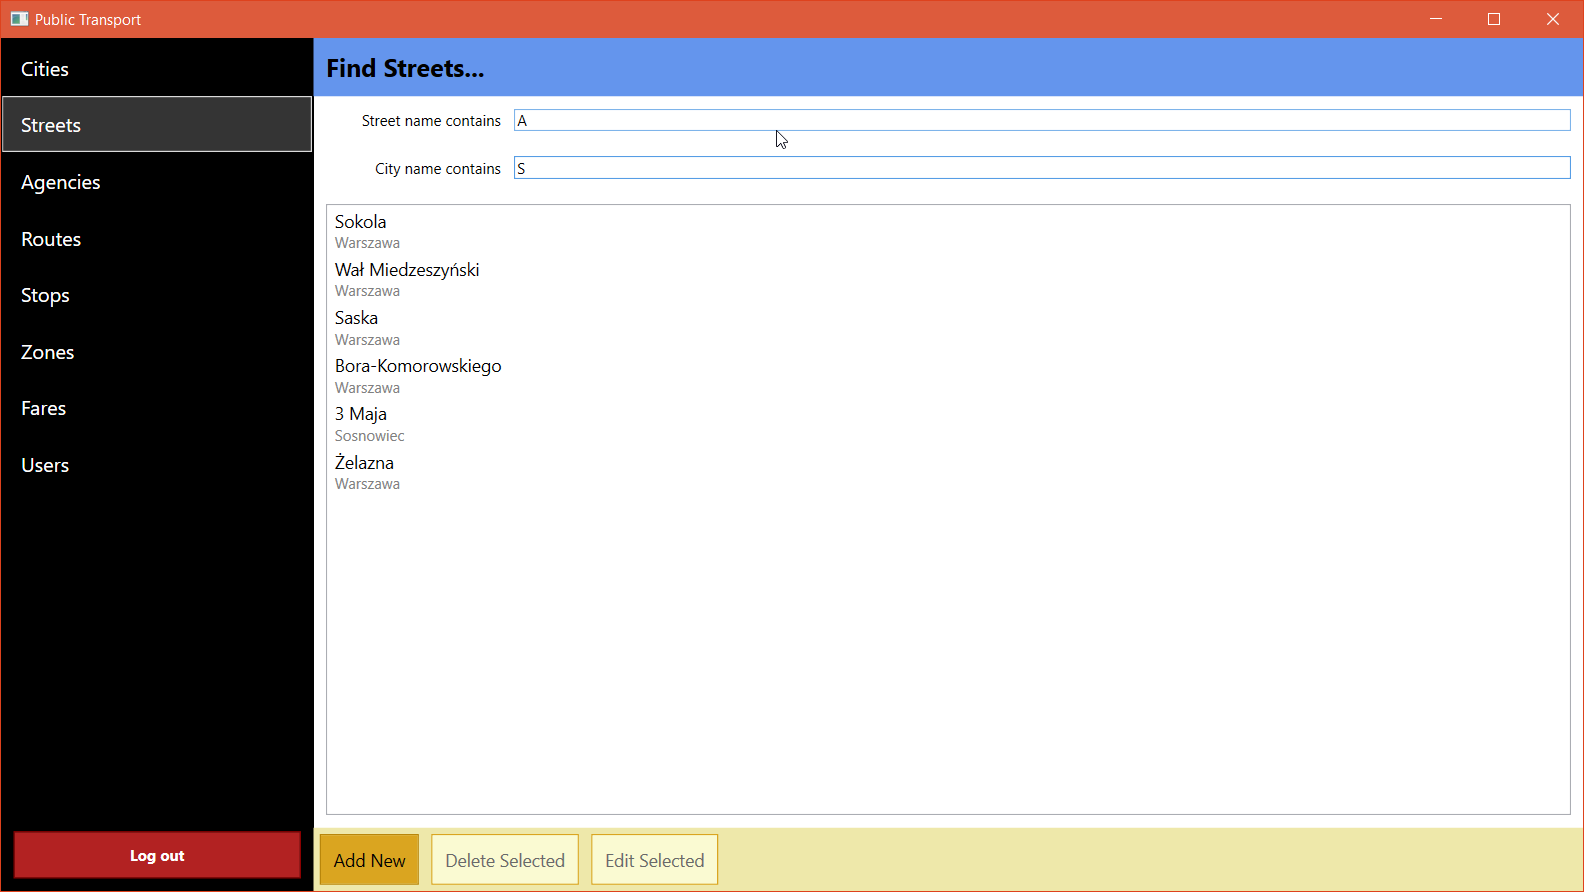 Public Transport
Cities
Streets
Agencies
Routes
Stops
Zones
Fares
Users
Log out
Find Streets...
Street name contains A
City name contains S
Sokola
Warszawa
Wał Miedzeszyński
Warszawa
Saska
Warszawa
Bora-Komorowskiego
Warszawa
3 Maja
Sosnowiec
Żelazna
Warszawa
Add New Delete Selected Edit Selected